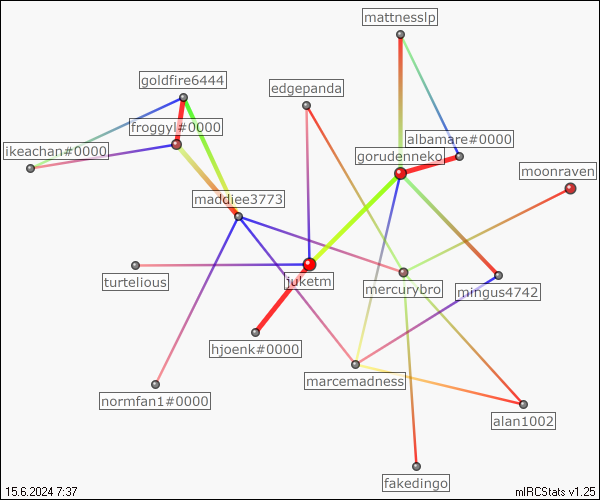 mattnesslp
goldfire6444
edgepanda
froggyl#0000
albamare#0000
ikeachan#0000
gorudenneko
moonraven
maddiee3773
turtelious
juketm
mercurybro
mingus4742
hjoenk#0000
marcemadness
normfan1#0000
alan1002
fakedingo
15.6.2024 7:37
mIRCStats v1.25